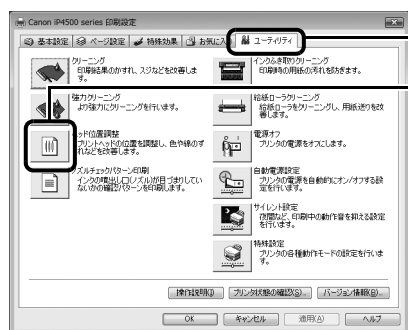 Canon iP4500 series 印刷設定
基本設定 ページ設定 特殊効果 お気に入 ユーティリティ
クリーニング
印刷結果のかすれ、スジなどを改善しま
す。
強力クリーニング
より強力にクリーニングを行います。
ヘッド位置調整
プリントヘッドの位置を調整し、色や線のず
れなどを改善します。
ノズルチェックパターン印刷
インクの噴出し口(ノズル)が目づまりしてい
ないかの確認パターンを印刷します。
インクふき取りクリーニング
印刷時の用紙の汚れを防ぎます。
給紙ローラクリーニング
給紙ローラをクリーニングし、用紙送りを改
善します。
電源オフ
プリンタの電源をオフにします。
自動電源設定
プリンタの電源を自動的にオン/オフする設
定を行います。
サイレント設定
夜間など、印刷中の動作音を抑える設定
を行います。
特殊設定
プリンタの各種動作モードの設定を行いま
す。
操作説明(I) プリンタ状態の確認(S)... バージョン情報(B)...
OK キャンセル 適用(A) ヘルプ